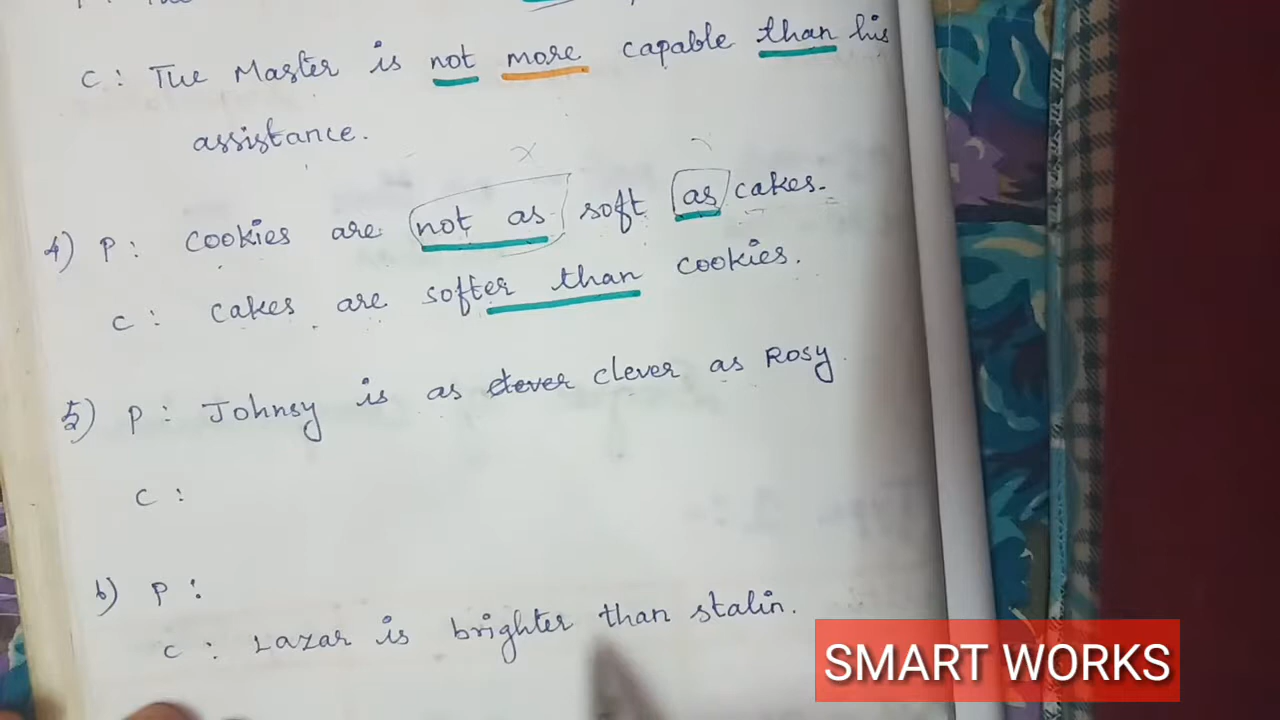 C : The Master is not more capable than his
assistance.
4) P : Cookies are not as soft as cakes.
C : Cakes are softer than cookies.
5) P : Johnsy is as clever clever as Rosy.
C :
6) P :
C : Lazar is brighter than stalin.
SMART WORKS